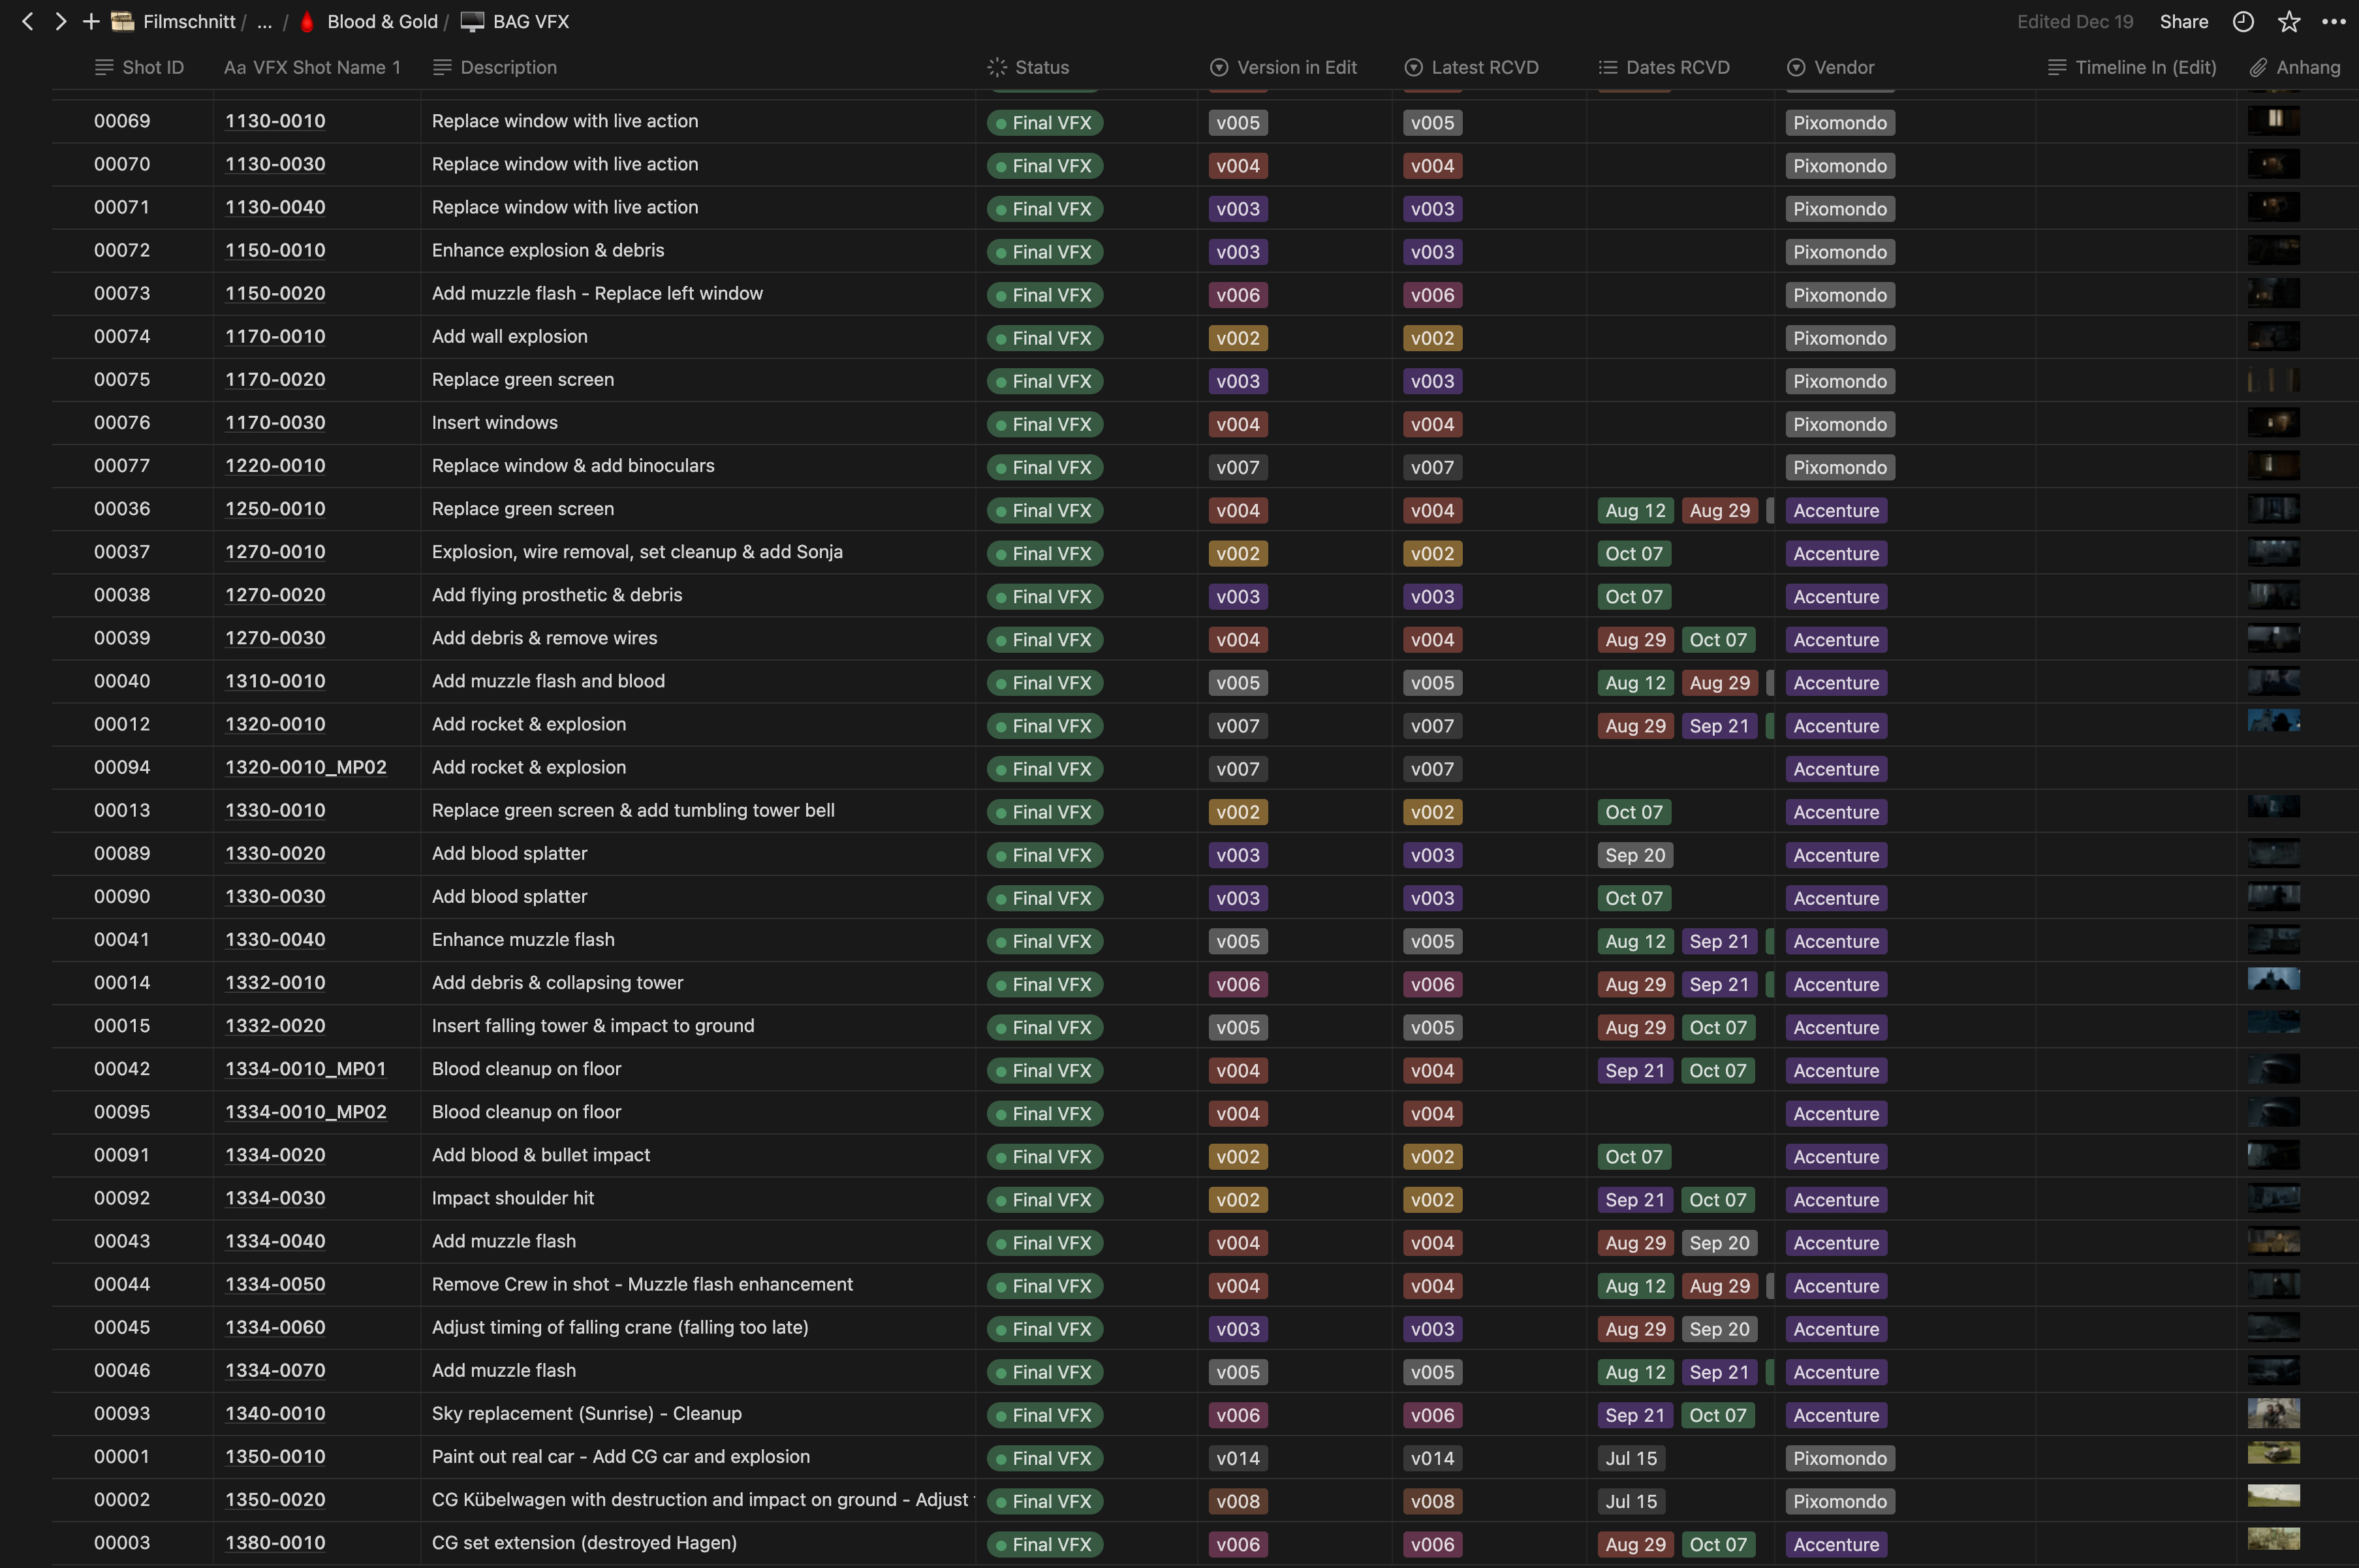 Filmschnitt / ... / Blood & Gold / BAG VFX Edited Dec 19 Share
Shot ID Aa VFX Shot Name 1 Description Status Version in Edit Latest RCVD Dates RCVD Vendor Timeline In (Edit) Anhang
00069 1130-0010 Replace window with live action Final VFX v005 v005 Pixomondo
00070 1130-0030 Replace window with live action Final VFX v004 v004 Pixomondo
00071 1130-0040 Replace window with live action Final VFX v003 v003 Pixomondo
00072 1150-0010 Enhance explosion & debris Final VFX v003 v003 Pixomondo
00073 1150-0020 Add muzzle flash - Replace left window Final VFX v006 v006 Pixomondo
00074 1170-0010 Add wall explosion Final VFX v002 v002 Pixomondo
00075 1170-0020 Replace green screen Final VFX v003 v003 Pixomondo
00076 1170-0030 Insert windows Final VFX v004 v004 Pixomondo
00077 1220-0010 Replace window & add binoculars Final VFX v007 v007 Pixomondo
00036 1250-0010 Replace green screen Final VFX v004 v004 Aug 12 Aug 29 Accenture
00037 1270-0010 Explosion, wire removal, set cleanup & add Sonja Final VFX v002 v002 Oct 07 Accenture
00038 1270-0020 Add flying prosthetic & debris Final VFX v003 v003 Oct 07 Accenture
00039 1270-0030 Add debris & remove wires Final VFX v004 v004 Aug 29 Oct 07 Accenture
00040 1310-0010 Add muzzle flash and blood Final VFX v005 v005 Aug 12 Aug 29 Accenture
00012 1320-0010 Add rocket & explosion Final VFX v007 v007 Aug 29 Sep 21 Accenture
00094 1320-0010_MP02 Add rocket & explosion Final VFX v007 v007 Accenture
00013 1330-0010 Replace green screen & add tumbling tower bell Final VFX v002 v002 Oct 07 Accenture
00089 1330-0020 Add blood splatter Final VFX v003 v003 Sep 20 Accenture
00090 1330-0030 Add blood splatter Final VFX v003 v003 Oct 07 Accenture
00041 1330-0040 Enhance muzzle flash Final VFX v005 v005 Aug 12 Sep 21 Accenture
00014 1332-0010 Add debris & collapsing tower Final VFX v006 v006 Aug 29 Sep 21 Accenture
00015 1332-0020 Insert falling tower & impact to ground Final VFX v005 v005 Aug 29 Oct 07 Accenture
00042 1334-0010_MP01 Blood cleanup on floor Final VFX v004 v004 Sep 21 Oct 07 Accenture
00095 1334-0010_MP02 Blood cleanup on floor Final VFX v004 v004 Accenture
00091 1334-0020 Add blood & bullet impact Final VFX v002 v002 Oct 07 Accenture
00092 1334-0030 Impact shoulder hit Final VFX v002 v002 Sep 21 Oct 07 Accenture
00043 1334-0040 Add muzzle flash Final VFX v004 v004 Aug 29 Sep 20 Accenture
00044 1334-0050 Remove Crew in shot - Muzzle flash enhancement Final VFX v004 v004 Aug 12 Aug 29 Accenture
00045 1334-0060 Adjust timing of falling crane (falling too late) Final VFX v003 v003 Aug 29 Sep 20 Accenture
00046 1334-0070 Add muzzle flash Final VFX v005 v005 Aug 12 Sep 21 Accenture
00093 1340-0010 Sky replacement (Sunrise) - Cleanup Final VFX v006 v006 Sep 21 Oct 07 Accenture
00001 1350-0010 Paint out real car - Add CG car and explosion Final VFX v014 v014 Jul 15 Pixomondo
00002 1350-0020 CG Kübelwagen with destruction and impact on ground - Adjust Final VFX v008 v008 Jul 15 Pixomondo
00003 1380-0010 CG set extension (destroyed Hagen) Final VFX v006 v006 Aug 29 Oct 07 Accenture